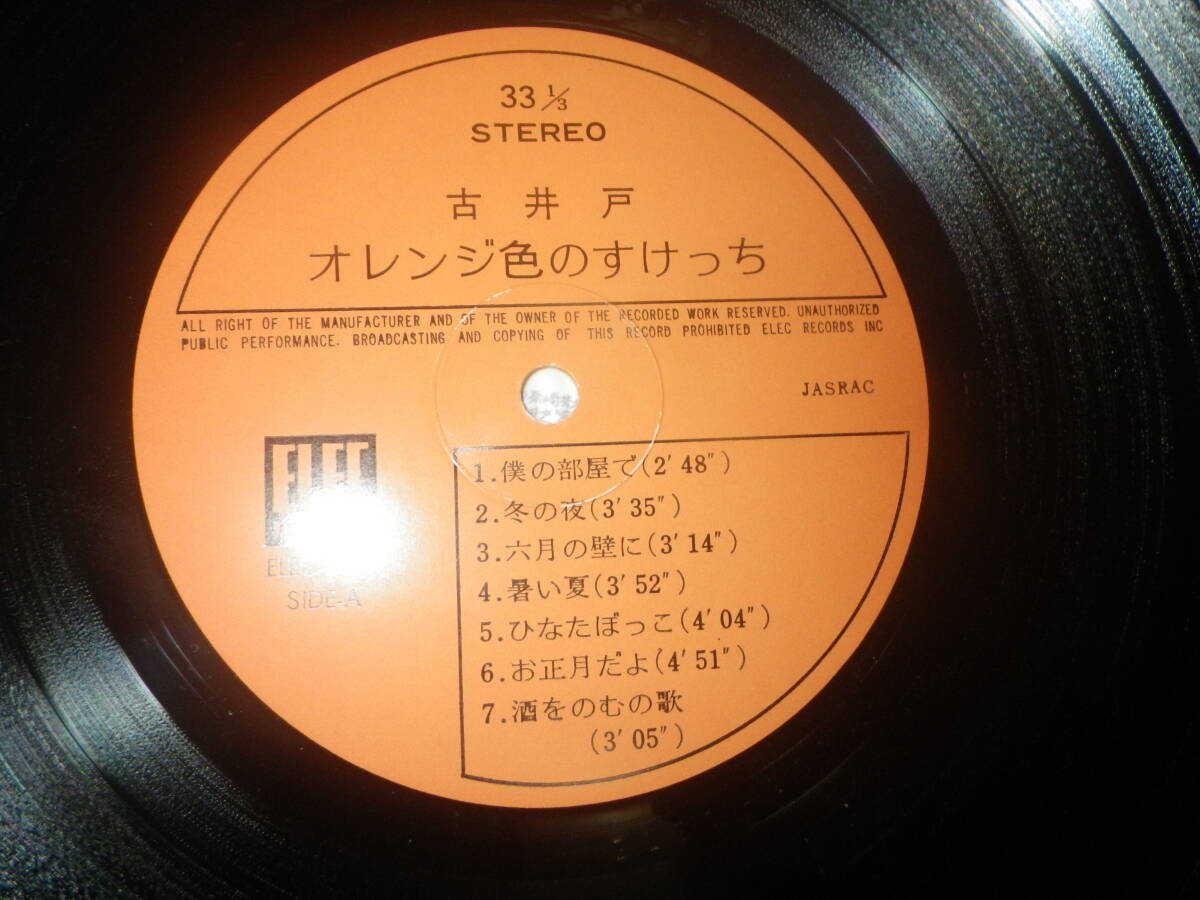 33 1/3
STEREO
古井戸
オレンジ色のすけっち
ALL RIGHT OF THE MANUFACTURER AND OF THE OWNER OF THE RECORDED WORK RESERVED. UNAUTHORIZED
PUBLIC PERFORMANCE. BROADCASTING AND COPYING OF THIS RECORD PROHIBITED ELEC RECORDS INC
JASRAC
ELEC
SIDE-A
1.僕の部屋で(2′48″)
2.冬の夜(3′35″)
3.六月の壁に(3′14″)
4.暑い夏(3′52″)
5.ひなたぼっこ(4′04″)
6.お正月だよ(4′51″)
7.酒をのむの歌
(3′05″)